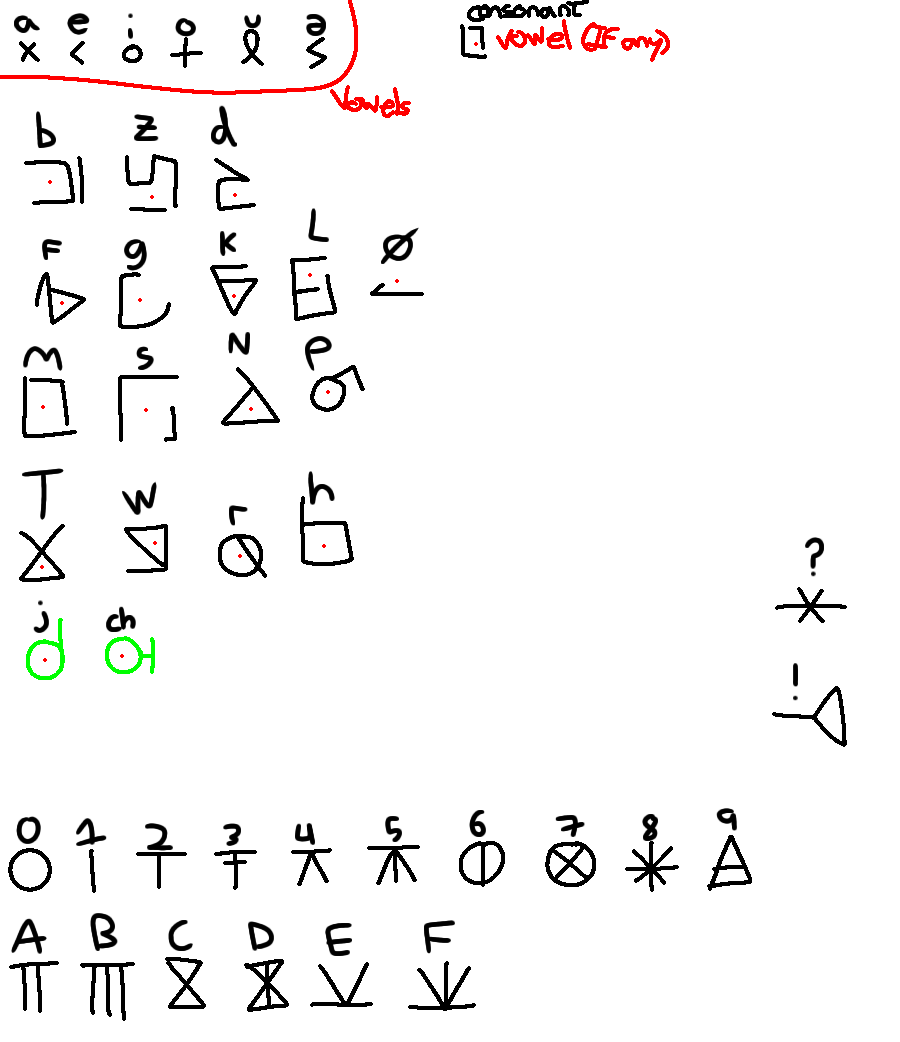 a e i o u ə
consonant
vowel (IF any)
Vowels
b z d
F g K L Ø
m s N P
T W r h
j ch
?
!
0 1 2 3 4 5 6 7 8 9
A B C D E F